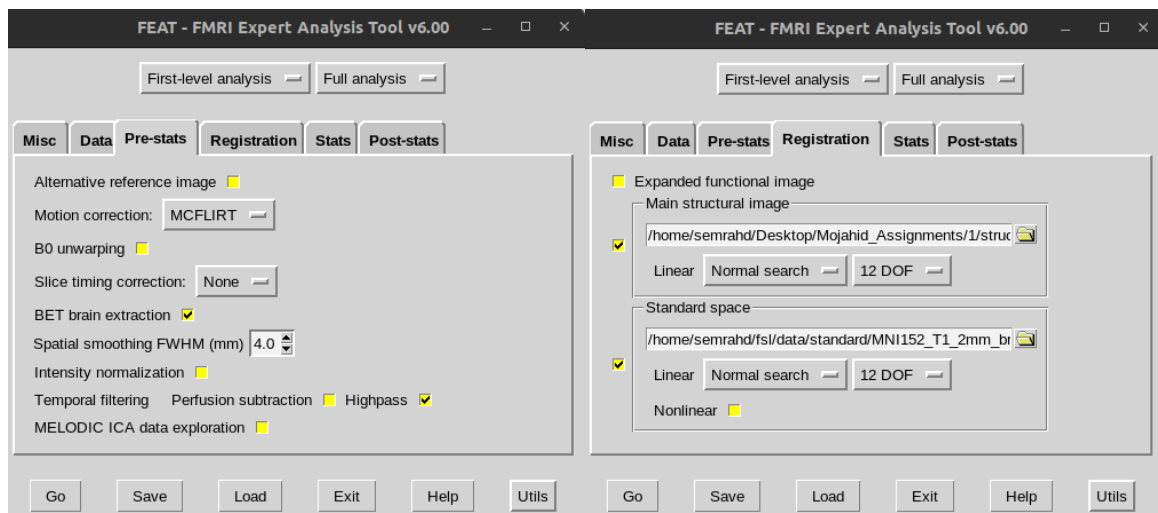 FEAT - FMRI Expert Analysis Tool v6.00
First-level analysis Full analysis
Misc Data Pre-stats Registration Stats Post-stats
Alternative reference image
Motion correction: MCFLIRT
B0 unwarping
Slice timing correction: None
BET brain extraction
Spatial smoothing FWHM (mm) 4.0
Intensity normalization
Temporal filtering Perfusion subtraction Highpass
MELODIC ICA data exploration
Go Save Load Exit Help Utils
FEAT - FMRI Expert Analysis Tool v6.00
First-level analysis Full analysis
Misc Data Pre-stats Registration Stats Post-stats
Expanded functional image
Main structural image
/home/semrahd/Desktop/Mojahid_Assignments/1/struc
Linear Normal search 12 DOF
Standard space
/home/semrahd/fsl/data/standard/MNI152_T1_2mm_br
Linear Normal search 12 DOF
Nonlinear
Go Save Load Exit Help Utils